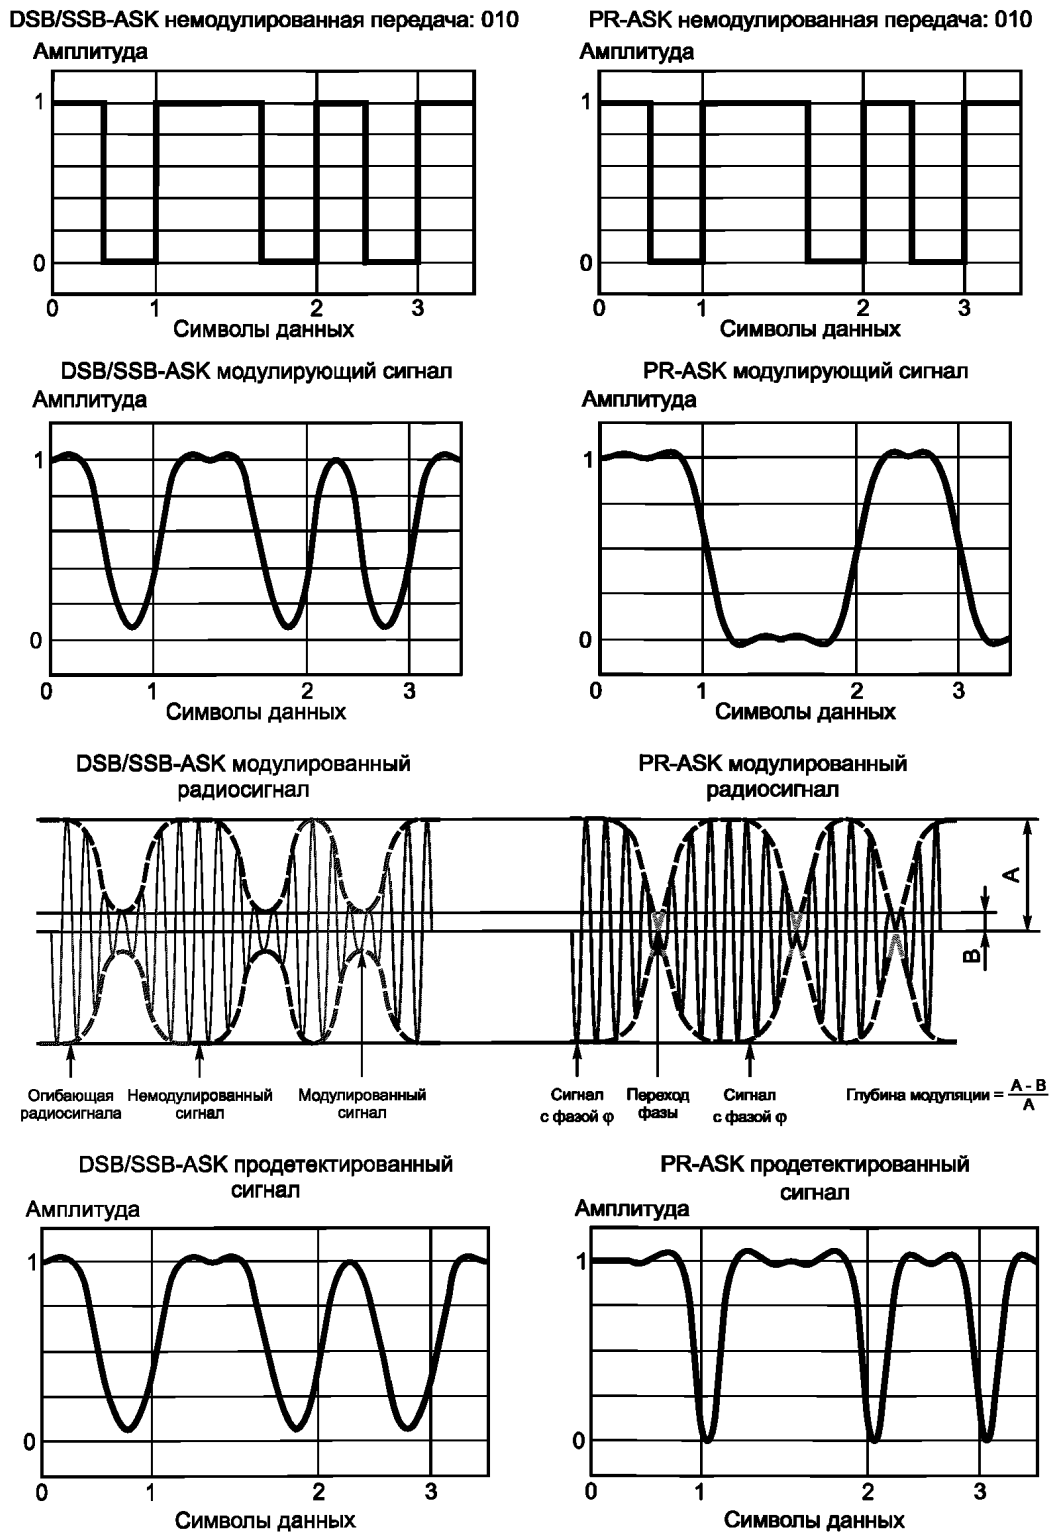 DSB/SSB-ASK немодулированная передача: 010
Амплитуда
1
0
0 1 2 3
Символы данных
PR-ASK немодулированная передача: 010
Амплитуда
1
0
0 1 2 3
Символы данных
DSB/SSB-ASK модулирующий сигнал
Амплитуда
1
0
0 1 2 3
Символы данных
PR-ASK модулирующий сигнал
Амплитуда
1
0
0 1 2 3
Символы данных
DSB/SSB-ASK модулированный
радиосигнал
PR-ASK модулированный
радиосигнал
A
B
Огибающая
радиосигнала
Немодулированный
сигнал
Модулированный
сигнал
Сигнал
с фазой φ
Переход
фазы
Сигнал
с фазой φ
Глубина модуляции = A - B
A
DSB/SSB-ASK продетектированный
сигнал
Амплитуда
1
0
0 1 2 3
Символы данных
PR-ASK продетектированный
сигнал
Амплитуда
1
0
0 1 2 3
Символы данных